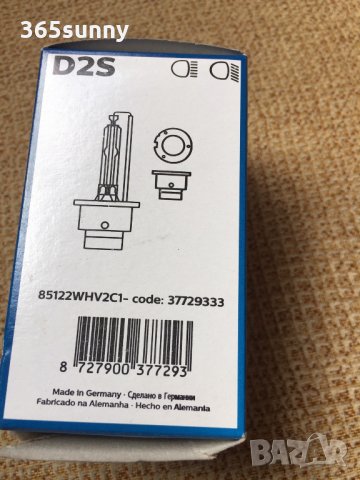 365sunny
D2S
85122WHV2C1- code: 37729333
8 727900 377293
Made in Germany - Сделано в Германии
Fabricado na Alemanha - Hecho en Alemania
BAZAR